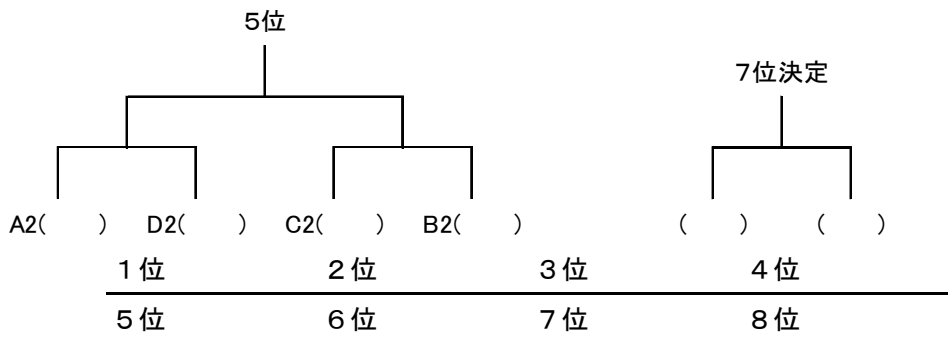 5位
7位決定
A2(　　) D2(　　) C2(　　) B2(　　) (　　) (　　)
１位 ２位 ３位 ４位
５位 ６位 ７位 ８位